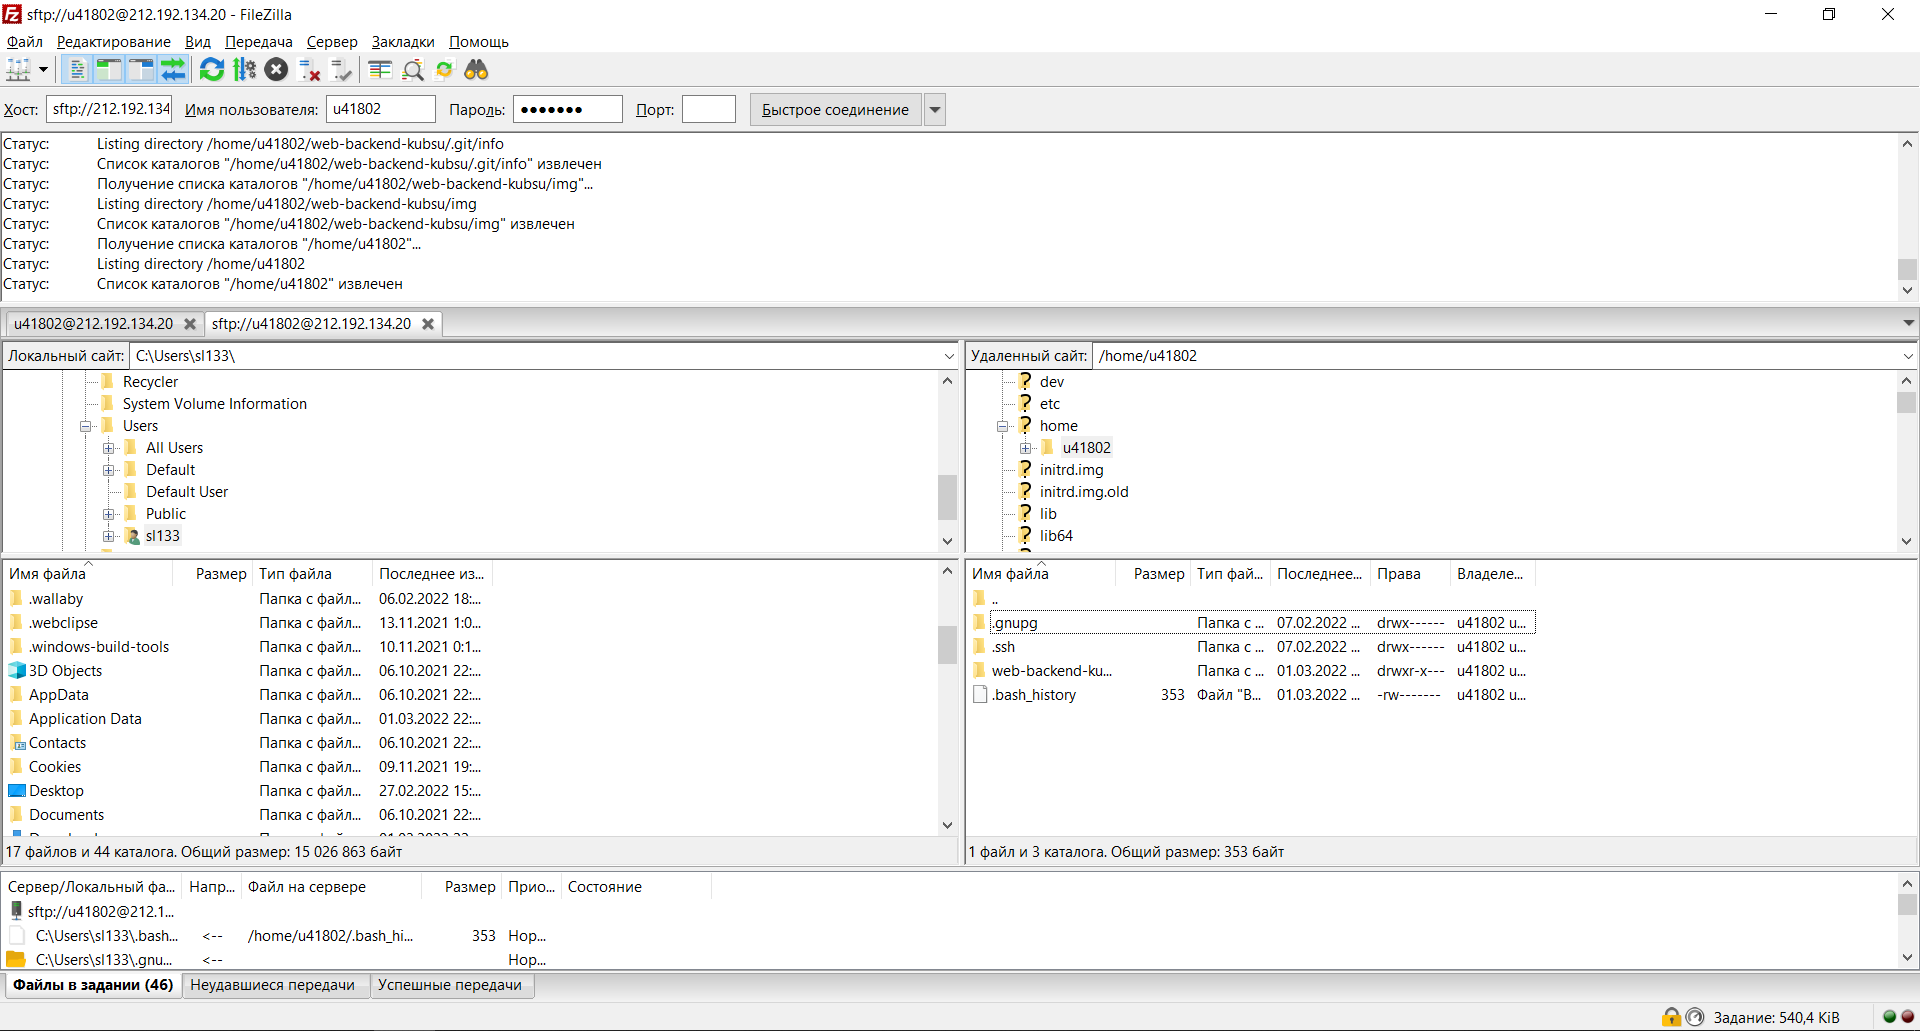 sftp://u41802@212.192.134.20 - FileZilla
Файл Редактирование Вид Передача Сервер Закладки Помощь
Хост: sftp://212.192.134 Имя пользователя: u41802 Пароль: ●●●●●●● Порт: Быстрое соединение
Статус: Listing directory /home/u41802/web-backend-kubsu/.git/info
Статус: Список каталогов "/home/u41802/web-backend-kubsu/.git/info" извлечен
Статус: Получение списка каталогов "/home/u41802/web-backend-kubsu/img"...
Статус: Listing directory /home/u41802/web-backend-kubsu/img
Статус: Список каталогов "/home/u41802/web-backend-kubsu/img" извлечен
Статус: Получение списка каталогов "/home/u41802"...
Статус: Listing directory /home/u41802
Статус: Список каталогов "/home/u41802" извлечен
u41802@212.192.134.20 sftp://u41802@212.192.134.20
Локальный сайт: C:\Users\sl133\
Recycler
System Volume Information
Users
All Users
Default
Default User
Public
sl133
Удаленный сайт: /home/u41802
dev
etc
home
u41802
initrd.img
initrd.img.old
lib
lib64
Имя файла Размер Тип файла Последнее из...
.wallaby Папка с файл... 06.02.2022 18:...
.webclipse Папка с файл... 13.11.2021 1:0...
.windows-build-tools Папка с файл... 10.11.2021 0:1...
3D Objects Папка с файл... 06.10.2021 22:...
AppData Папка с файл... 06.10.2021 22:...
Application Data Папка с файл... 01.03.2022 22:...
Contacts Папка с файл... 06.10.2021 22:...
Cookies Папка с файл... 09.11.2021 19:...
Desktop Папка с файл... 27.02.2022 15:...
Documents Папка с файл... 06.10.2021 22:...
17 файлов и 44 каталога. Общий размер: 15 026 863 байт
Имя файла Размер Тип фай... Последнее... Права Владеле...
..
.gnupg Папка с ... 07.02.2022 ... drwx------ u41802 u...
.ssh Папка с ... 07.02.2022 ... drwx------ u41802 u...
web-backend-ku... Папка с ... 01.03.2022 ... drwxr-x--- u41802 u...
.bash_history 353 Файл "B... 01.03.2022 ... -rw------- u41802 u...
1 файл и 3 каталога. Общий размер: 353 байт
Сервер/Локальный фа... Напр... Файл на сервере Размер Прио... Состояние
sftp://u41802@212.1...
C:\Users\sl133\.bash... <-- /home/u41802/.bash_hi... 353 Нор...
C:\Users\sl133\.gnu... <-- Нор...
Файлы в задании (46) Неудавшиеся передачи Успешные передачи
Задание: 540,4 KiB